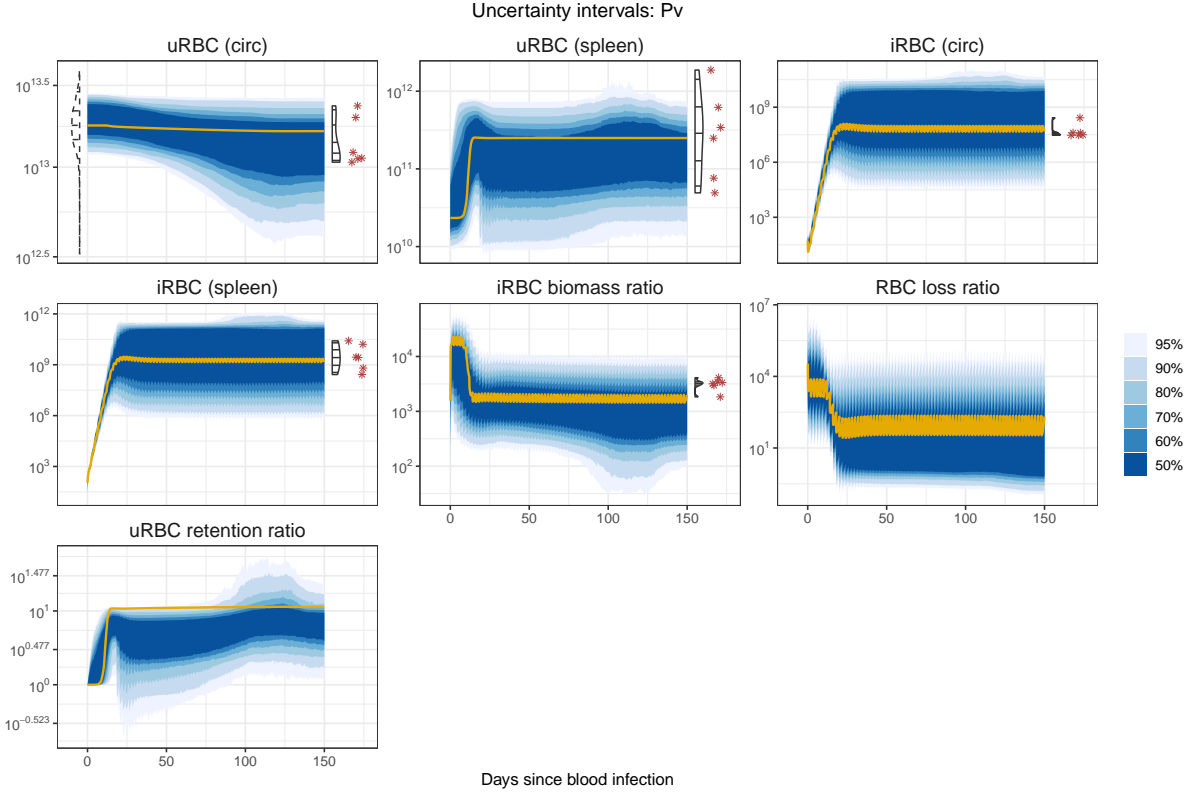 Uncertainty intervals: Pv
uRBC (circ)
uRBC (spleen)
iRBC (circ)
10^13.5
10^13
10^12.5
10^12
10^11
10^10
10^9
10^6
10^3
iRBC (spleen)
iRBC biomass ratio
RBC loss ratio
10^12
10^9
10^6
10^3
10^4
10^3
10^2
0 50 100 150
10^7
10^4
10^1
0 50 100 150
95%
90%
80%
70%
60%
50%
uRBC retention ratio
10^1.477
10^1
10^0.477
10^0
10^−0.523
0 50 100 150
Days since blood infection